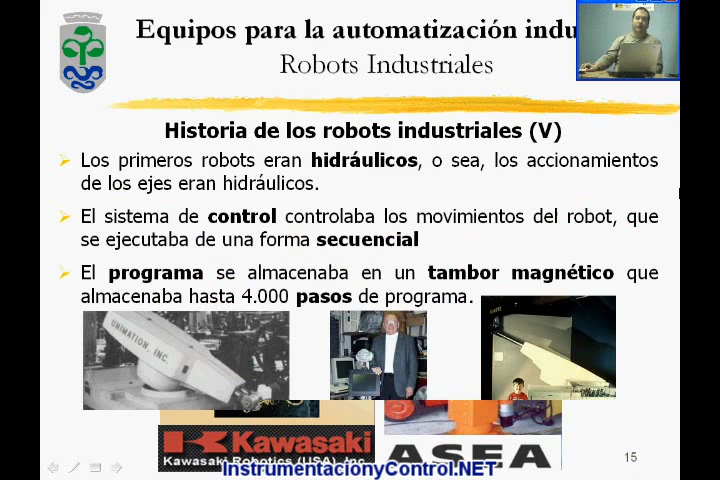 Equipos para la automatización indu
Robots Industriales
Historia de los robots industriales (V)
Los primeros robots eran hidráulicos, o sea, los accionamientos
de los ejes eran hidráulicos.
El sistema de control controlaba los movimientos del robot, que
se ejecutaba de una forma secuencial
El programa se almacenaba en un tambor magnético que
almacenaba hasta 4.000 pasos de programa.
UNIMATION, INC.
Kawasaki
Kawasaki Robotics (USA), Inc.
ASEA
InstrumentacionyControl.NET
15